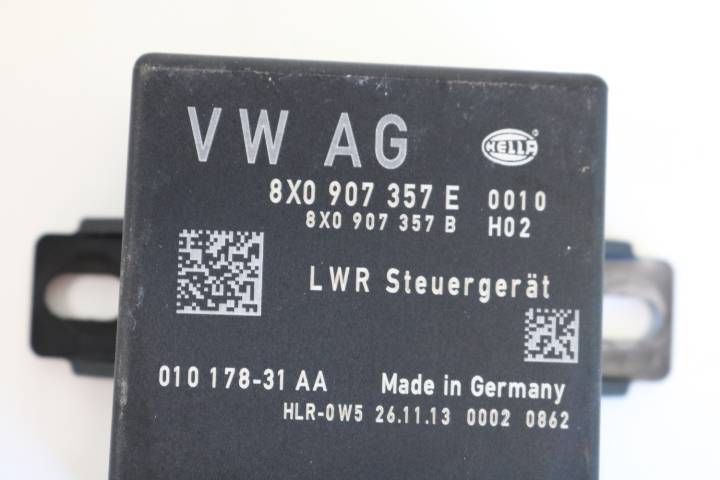 VW AG HELLA
8X0 907 357 E 0010
8X0 907 357 B H02
LWR Steuergerät
010 178-31 AA Made in Germany
HLR-0W5 26.11.13 0002 0862